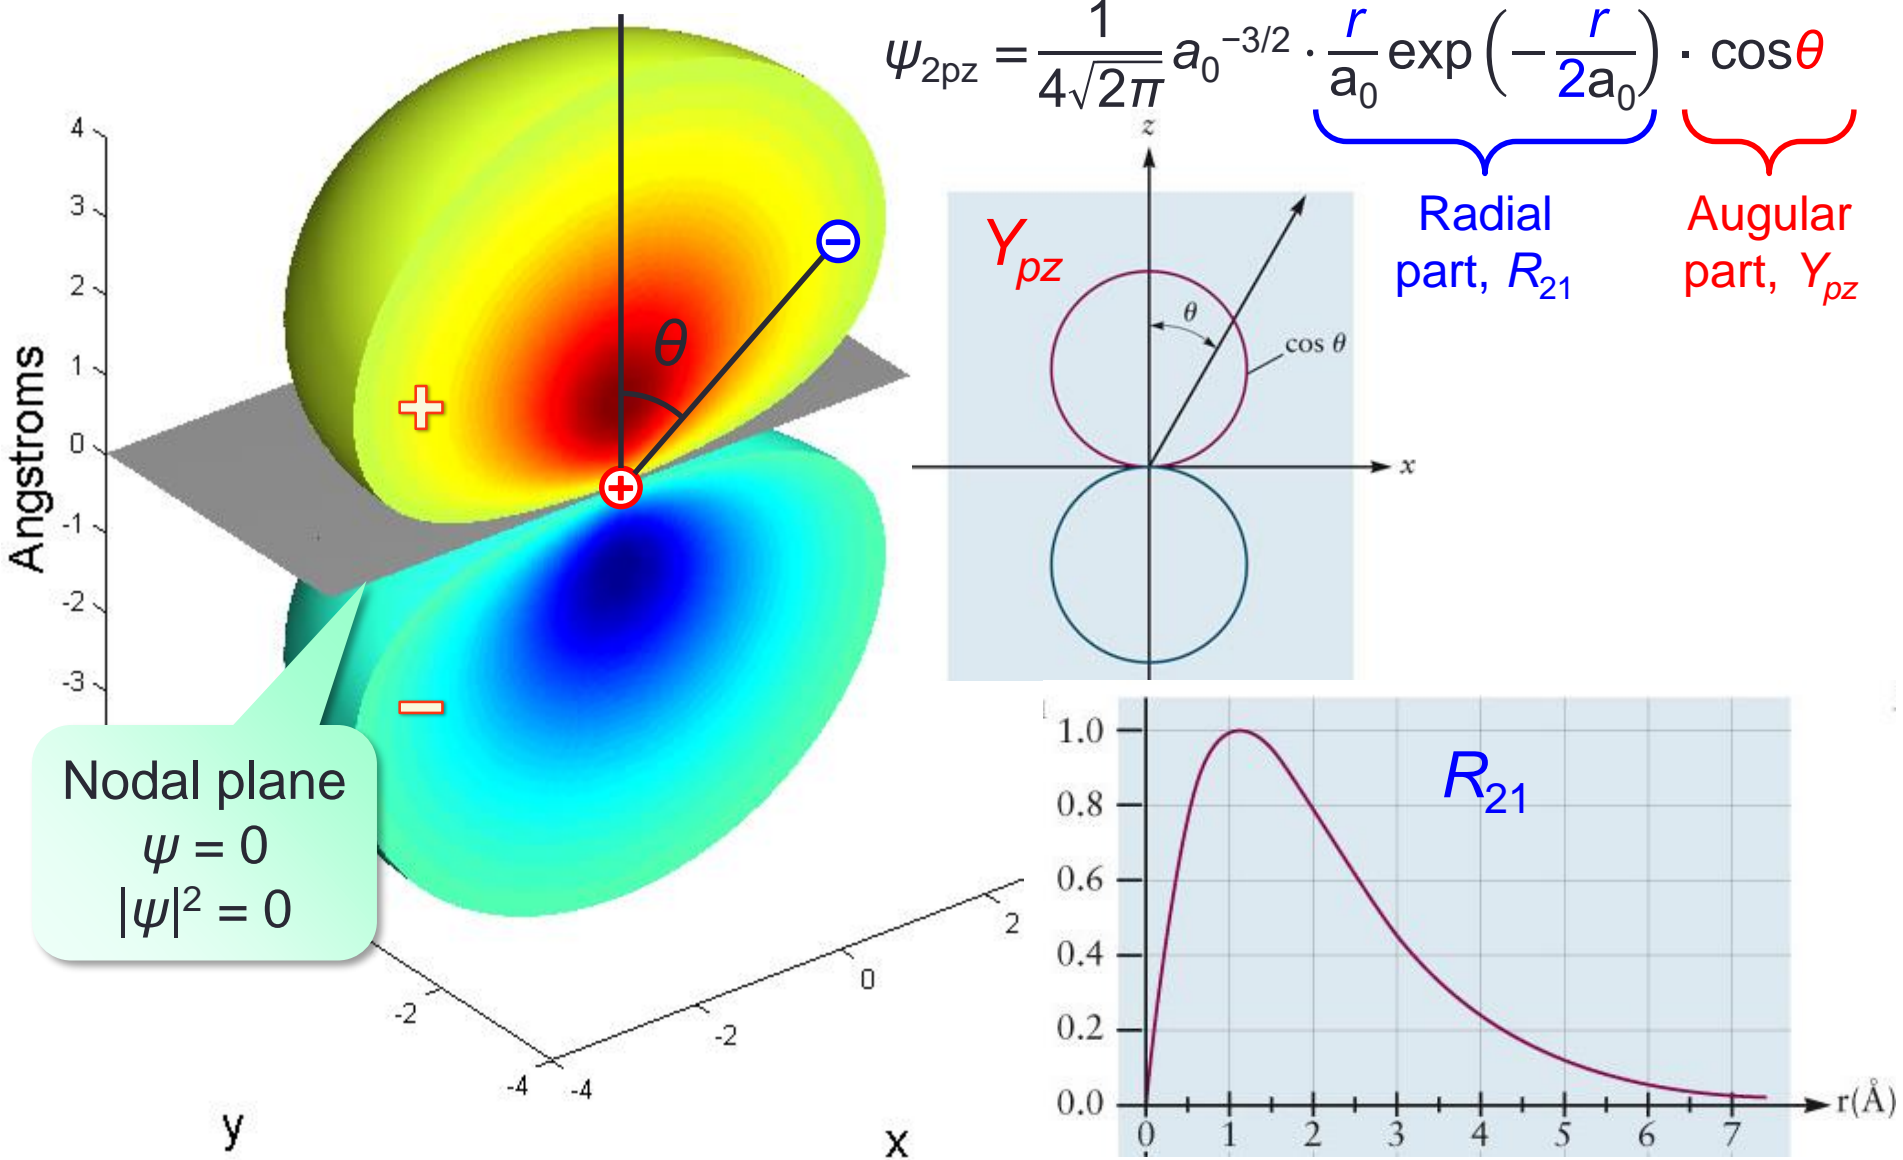 ψ2pz = 1/(4√2π) a0^−3/2 · r/a0 exp(−r/2a0) · cosθ
Radial
part, R21
Augular
part, Ypz
4
3
2
1
0
-1
-2
-3
Angstroms
+
−
θ
−
+
Nodal plane
ψ = 0
|ψ|² = 0
-2
-4
y
-4
-2
0
2
x
Ypz
z
θ
cos θ
x
R21
1.0
0.8
0.6
0.4
0.2
0.0
0 1 2 3 4 5 6 7
r(Å)